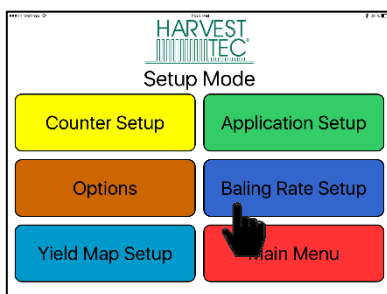 HARVEST
TEC
Setup Mode
Counter Setup
Application Setup
Options
Baling Rate Setup
Yield Map Setup
Main Menu